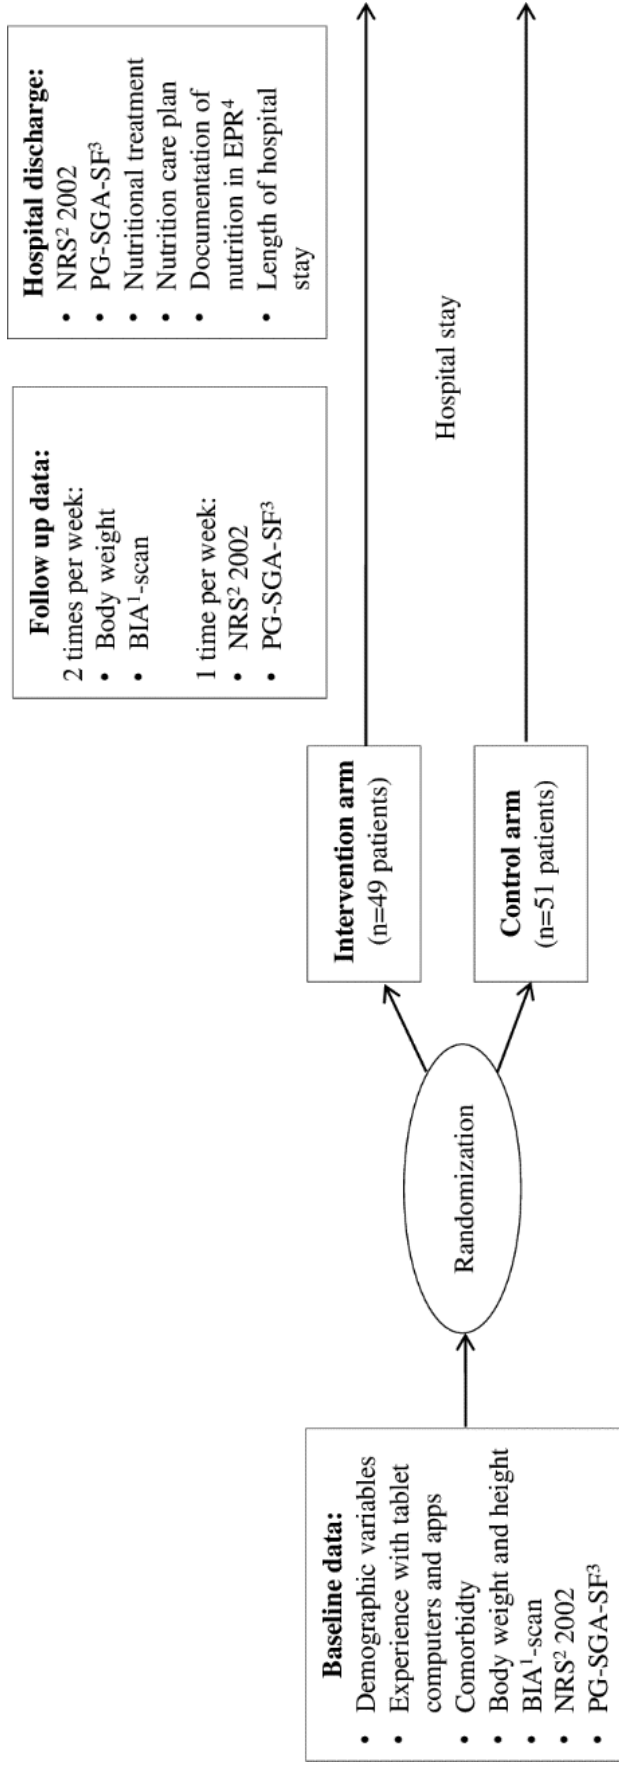 Baseline data:
• Demographic variables
• Experience with tablet
computers and apps
• Comorbidty
• Body weight and height
• BIA¹-scan
• NRS² 2002
• PG-SGA-SF³
Randomization
Intervention arm
(n=49 patients)
Control arm
(n=51 patients)
Follow up data:
2 times per week:
• Body weight
• BIA¹-scan
1 time per week:
• NRS² 2002
• PG-SGA-SF³
Hospital discharge:
• NRS² 2002
• PG-SGA-SF³
• Nutritional treatment
• Nutrition care plan
• Documentation of
nutrition in EPR⁴
• Length of hospital
stay
Hospital stay